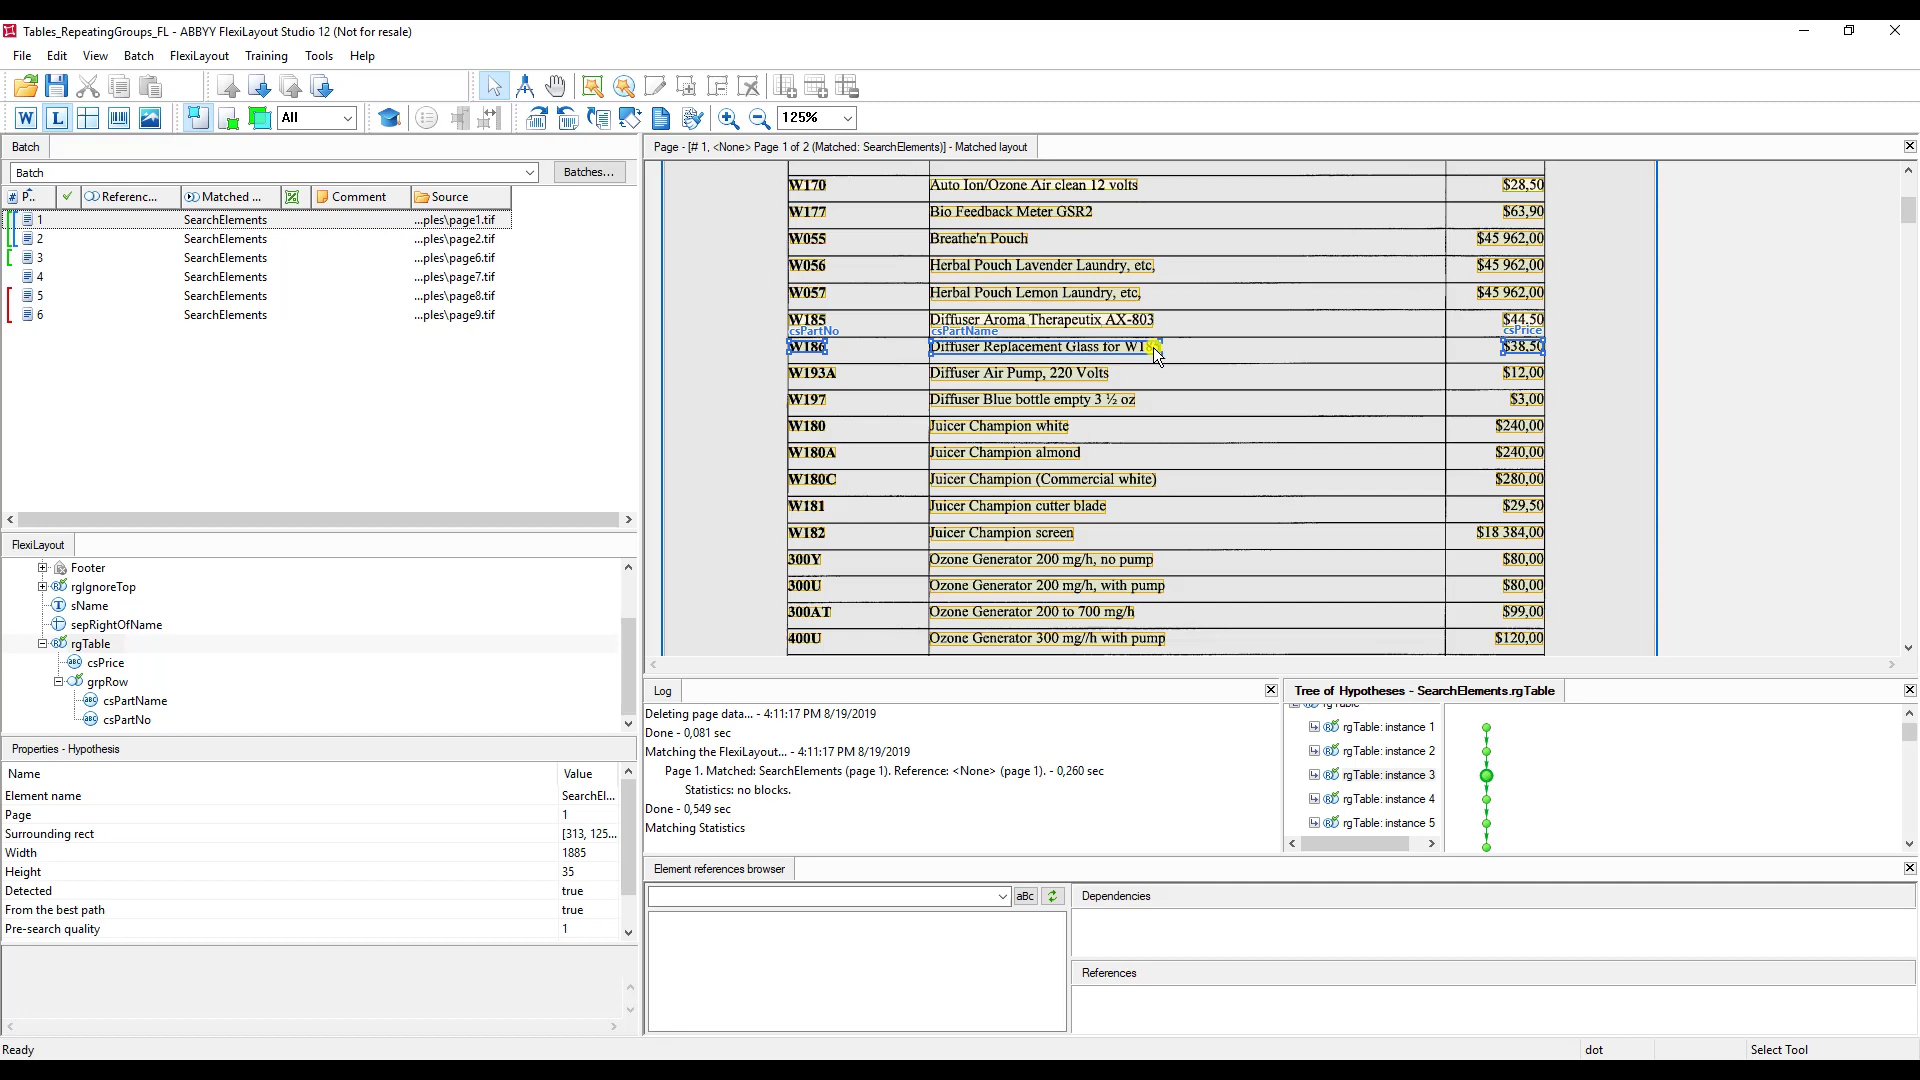 Tables_RepeatingGroups_FL - ABBYY FlexiLayout Studio 12 (Not for resale)
File Edit View Batch FlexiLayout Training Tools Help
W L All 125%
Batch
Batch Batches...
# P.. Referenc... Matched ... Comment Source
1 SearchElements ...ples\page1.tif
2 SearchElements ...ples\page2.tif
3 SearchElements ...ples\page6.tif
4 SearchElements ...ples\page7.tif
5 SearchElements ...ples\page8.tif
6 SearchElements ...ples\page9.tif
FlexiLayout
Footer
rgIgnoreTop
sName
sepRightOfName
rgTable
csPrice
grpRow
csPartName
csPartNo
Properties - Hypothesis
Name Value
Element name SearchEl...
Page 1
Surrounding rect [313, 125...
Width 1885
Height 35
Detected true
From the best path true
Pre-search quality 1
Page - [# 1, <None> Page 1 of 2 (Matched: SearchElements)] - Matched layout
W170 Auto Ion/Ozone Air clean 12 volts $28,50
W177 Bio Feedback Meter GSR2 $63,90
W055 Breathe'n Pouch $45 962,00
W056 Herbal Pouch Lavender Laundry, etc, $45 962,00
W057 Herbal Pouch Lemon Laundry, etc, $45 962,00
W185 Diffuser Aroma Therapeutix AX-803 $44.50
csPartNo csPartName csPrice
W186 Diffuser Replacement Glass for $38,50
W193A Diffuser Air Pump, 220 Volts $12,00
W197 Diffuser Blue bottle empty 3 ½ oz $3,00
W180 Juicer Champion white $240,00
W180A Juicer Champion almond $240,00
W180C Juicer Champion (Commercial white) $280,00
W181 Juicer Champion cutter blade $29,50
W182 Juicer Champion screen $18 384,00
300Y Ozone Generator 200 mg/h, no pump $80,00
300U Ozone Generator 200 mg/h, with pump $80,00
300AT Ozone Generator 200 to 700 mg/h $99,00
400U Ozone Generator 300 mg//h with pump $120,00
Log
Deleting page data... - 4:11:17 PM 8/19/2019
Done - 0,081 sec
Matching the FlexiLayout... - 4:11:17 PM 8/19/2019
Page 1. Matched: SearchElements (page 1). Reference: <None> (page 1). - 0,260 sec
Statistics: no blocks.
Done - 0,549 sec
Matching Statistics
Tree of Hypotheses - SearchElements.rgTable
rgTable
rgTable: instance 1
rgTable: instance 2
rgTable: instance 3
rgTable: instance 4
rgTable: instance 5
Element references browser
aBc Dependencies
References
Ready dot Select Tool